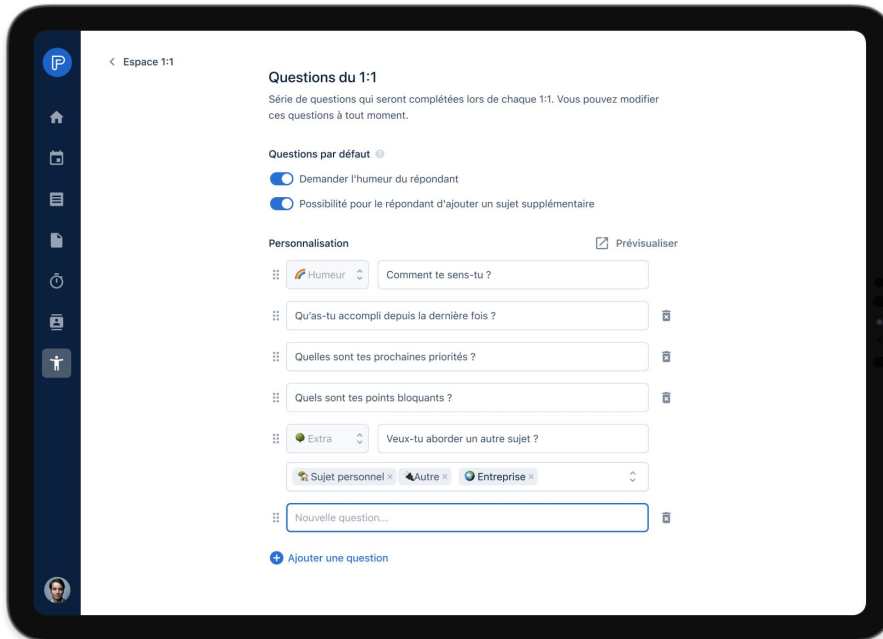 P
Espace 1:1
Questions du 1:1
Série de questions qui seront complétées lors de chaque 1:1. Vous pouvez modifier
ces questions à tout moment.
Questions par défaut ?
Demander l'humeur du répondant
Possibilité pour le répondant d'ajouter un sujet supplémentaire
Personnalisation Prévisualiser
Humeur Comment te sens-tu ?
Qu'as-tu accompli depuis la dernière fois ?
Quelles sont tes prochaines priorités ?
Quels sont tes points bloquants ?
Extra Veux-tu aborder un autre sujet ?
Sujet personnel × Autre × Entreprise ×
Nouvelle question...
Ajouter une question